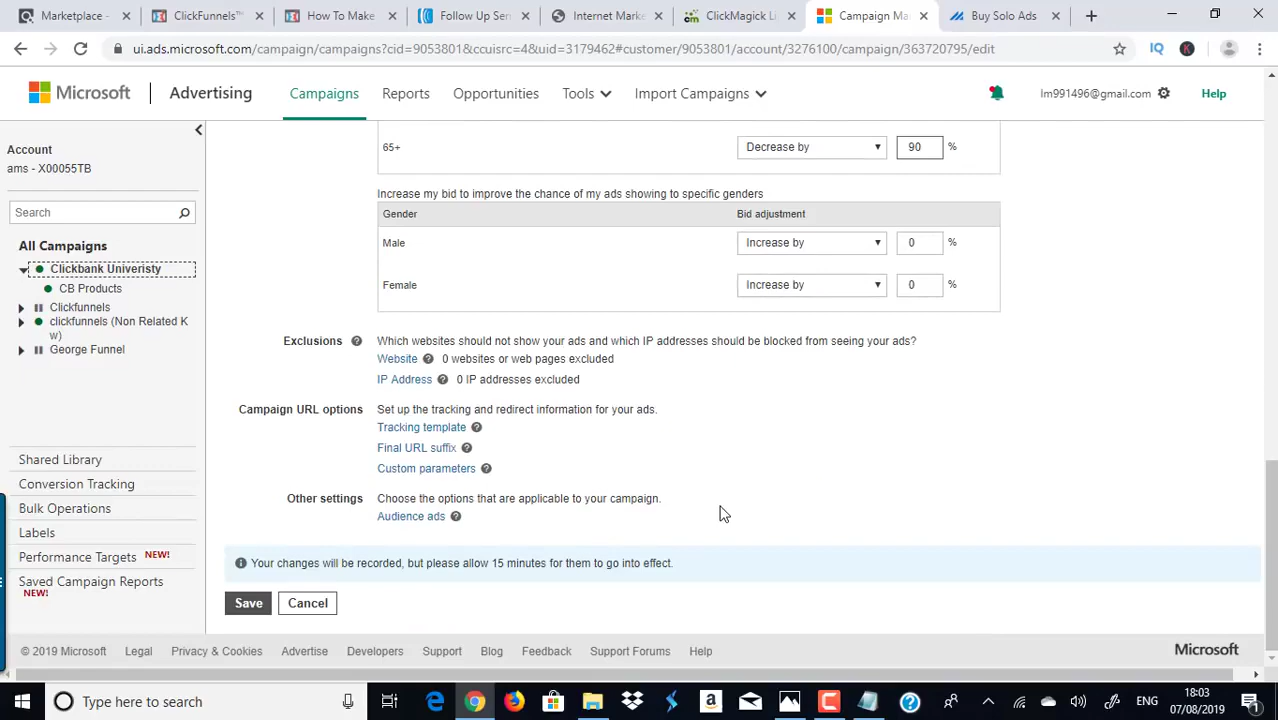 Marketplace -
ClickFunnels™
How To Make
Follow Up Se
Internet Mark
ClickMagick Li
Campaign Ma
Buy Solo Ads
ui.ads.microsoft.com/campaign/campaigns?cid=9053801&ccuisrc=4&uid=3179462#customer/9053801/account/3276100/campaign/363720795/edit
Microsoft
Advertising
Campaigns
Reports
Opportunities
Tools
Import Campaigns
lm991496@gmail.com
Help
Account
ams - X00055TB
Search
All Campaigns
Clickbank Univeristy
CB Products
Clickfunnels
clickfunnels (Non Related K
w)
George Funnel
Shared Library
Conversion Tracking
Bulk Operations
Labels
Performance Targets NEW!
Saved Campaign Reports
NEW!
65+ Decrease by 90 %
Increase my bid to improve the chance of my ads showing to specific genders
Gender Bid adjustment
Male Increase by 0 %
Female Increase by 0 %
Exclusions Which websites should not show your ads and which IP addresses should be blocked from seeing your ads?
Website 0 websites or web pages excluded
IP Address 0 IP addresses excluded
Campaign URL options Set up the tracking and redirect information for your ads.
Tracking template
Final URL suffix
Custom parameters
Other settings Choose the options that are applicable to your campaign.
Audience ads
Your changes will be recorded, but please allow 15 minutes for them to go into effect.
Save Cancel
© 2019 Microsoft Legal Privacy & Cookies Advertise Developers Support Blog Feedback Support Forums Help
Microsoft
Type here to search
ENG
18:03
07/08/2019